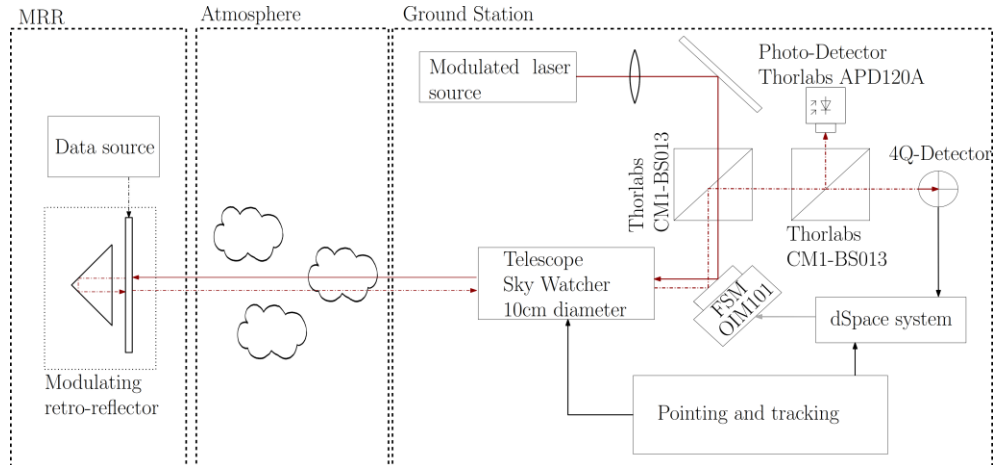 MRR
Atmosphere
Ground Station
Data source
Modulating
retro-reflector
Modulated laser
source
Photo-Detector
Thorlabs APD120A
Thorlabs
CM1-BS013
4Q-Detector
Thorlabs
CM1-BS013
Telescope
Sky Watcher
10cm diameter
FSM
OIM101
dSpace system
Pointing and tracking